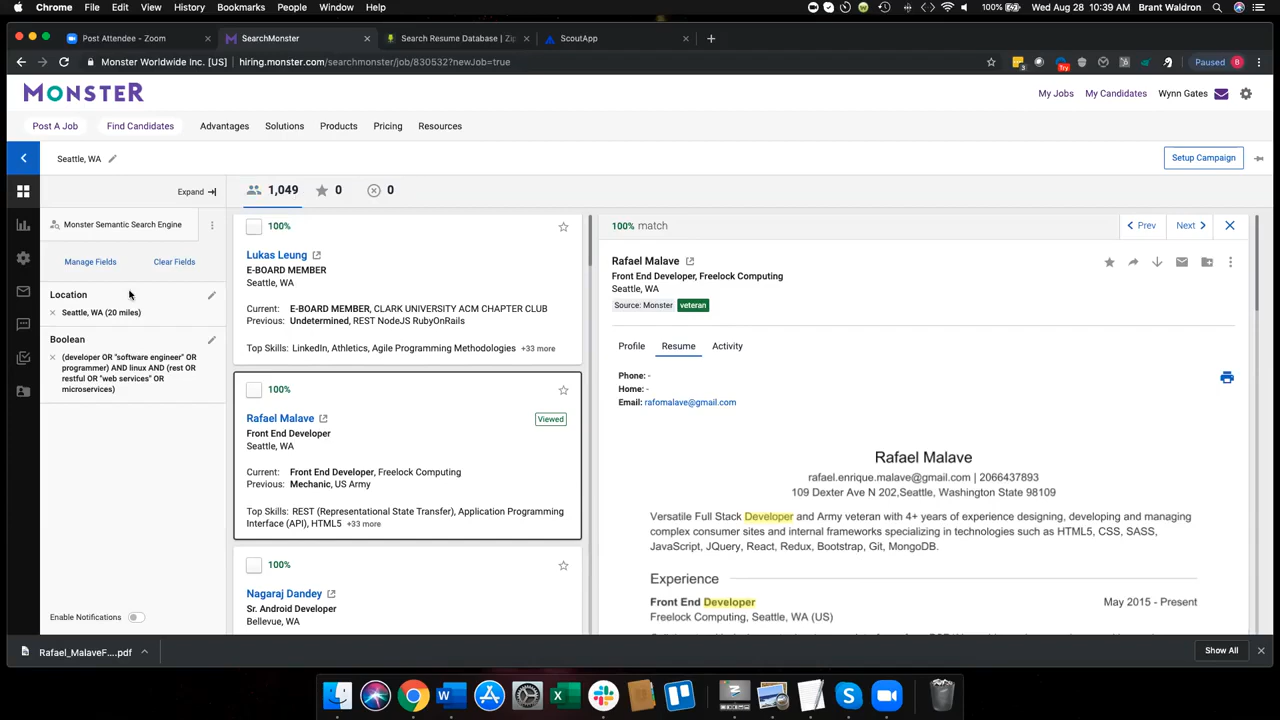 Chrome File Edit View History Bookmarks People Window Help
100% Wed Aug 28 10:39 AM Brant Waldron
Post Attendee - Zoom
SearchMonster
Search Resume Database | Zip
ScoutApp
Monster Worldwide Inc. [US] hiring.monster.com/searchmonster/job/830532?newJob=true
Paused B
MONSTER
My Jobs My Candidates Wynn Gates
Post A Job Find Candidates Advantages Solutions Products Pricing Resources
Seattle, WA
Setup Campaign
Expand
1,049 0 0
Monster Semantic Search Engine
Manage Fields Clear Fields
Location
Seattle, WA (20 miles)
Boolean
(developer OR "software engineer" OR
programmer) AND linux AND (rest OR
restful OR "web services" OR
microservices)
Enable Notifications
100%
Lukas Leung
E-BOARD MEMBER
Seattle, WA
Current: E-BOARD MEMBER, CLARK UNIVERSITY ACM CHAPTER CLUB
Previous: Undetermined, REST NodeJS RubyOnRails
Top Skills: LinkedIn, Athletics, Agile Programming Methodologies +33 more
100%
Rafael Malave
Viewed
Front End Developer
Seattle, WA
Current: Front End Developer, Freelock Computing
Previous: Mechanic, US Army
Top Skills: REST (Representational State Transfer), Application Programming
Interface (API), HTML5 +33 more
100%
Nagaraj Dandey
Sr. Android Developer
Bellevue, WA
100% match
Prev Next
Rafael Malave
Front End Developer, Freelock Computing
Seattle, WA
Source: Monster veteran
Profile Resume Activity
Phone: -
Home: -
Email: rafomalave@gmail.com
Rafael Malave
rafael.enrique.malave@gmail.com | 2066437893
109 Dexter Ave N 202,Seattle, Washington State 98109
Versatile Full Stack Developer and Army veteran with 4+ years of experience designing, developing and managing
complex consumer sites and internal frameworks specializing in technologies such as HTML5, CSS, SASS,
JavaScript, JQuery, React, Redux, Bootstrap, Git, MongoDB.
Experience
Front End Developer May 2015 - Present
Freelock Computing, Seattle, WA (US)
Rafael_MalaveF....pdf
Show All